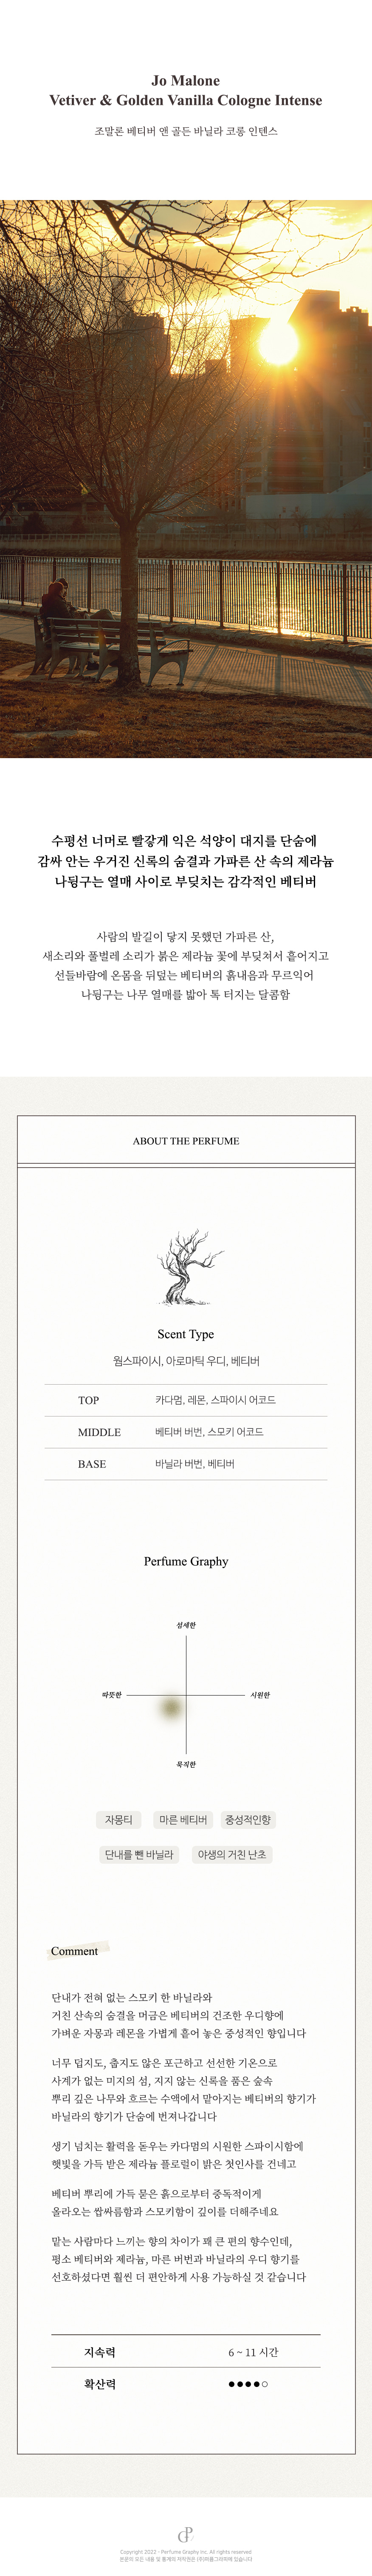 Jo Malone
Vetiver & Golden Vanilla Cologne Intense
조말론 베티버 앤 골든 바닐라 코롱 인텐스
수평선 너머로 빨갛게 익은 석양이 대지를 단숨에
감싸 안는 우거진 신록의 숨결과 가파른 산 속의 제라늄
나뒹구는 열매 사이로 부딪치는 감각적인 베티버
사람의 발길이 닿지 못했던 가파른 산,
새소리와 풀벌레 소리가 붉은 제라늄 꽃에 부딪쳐서 흩어지고
선들바람에 온몸을 뒤덮는 베티버의 흙내음과 무르익어
나뒹구는 나무 열매를 밟아 톡 터지는 달콤함
ABOUT THE PERFUME
Scent Type
웜스파이시, 아로마틱 우디, 베티버
TOP 카다멈, 레몬, 스파이시 어코드
MIDDLE 베티버 버번, 스모키 어코드
BASE 바닐라 버번, 베티버
Perfume Graphy
섬세한
따뜻한 시원한
묵직한
자몽티 마른 베티버 중성적인향
단내를 뺀 바닐라 야생의 거친 난초
Comment
단내가 전혀 없는 스모키 한 바닐라와
거친 산속의 숨결을 머금은 베티버의 건조한 우디향에
가벼운 자몽과 레몬을 가볍게 흩어 놓은 중성적인 향입니다
너무 덥지도, 춥지도 않은 포근하고 선선한 기온으로
사계가 없는 미지의 섬, 지지 않는 신록을 품은 숲속
뿌리 깊은 나무와 흐르는 수액에서 맡아지는 베티버의 향기가
바닐라의 향기가 단숨에 번져나갑니다
생기 넘치는 활력을 돋우는 카다멈의 시원한 스파이시함에
햇빛을 가득 받은 제라늄 플로럴이 밝은 첫인사를 건네고
베티버 뿌리에 가득 묻은 흙으로부터 중독적이게
올라오는 쌉싸름함과 스모키함이 깊이를 더해주네요
맡는 사람마다 느끼는 향의 차이가 꽤 큰 편의 향수인데,
평소 베티버와 제라늄, 마른 버번과 바닐라의 우디 향기를
선호하셨다면 훨씬 더 편안하게 사용 가능하실 것 같습니다
지속력 6 ~ 11 시간
확산력 ●●●●○
GP
Copyright 2022 - Perfume Graphy Inc. All rights reserved
본문의 모든 내용 및 통계의 저작권은 (주)퍼퓸그라피에 있습니다